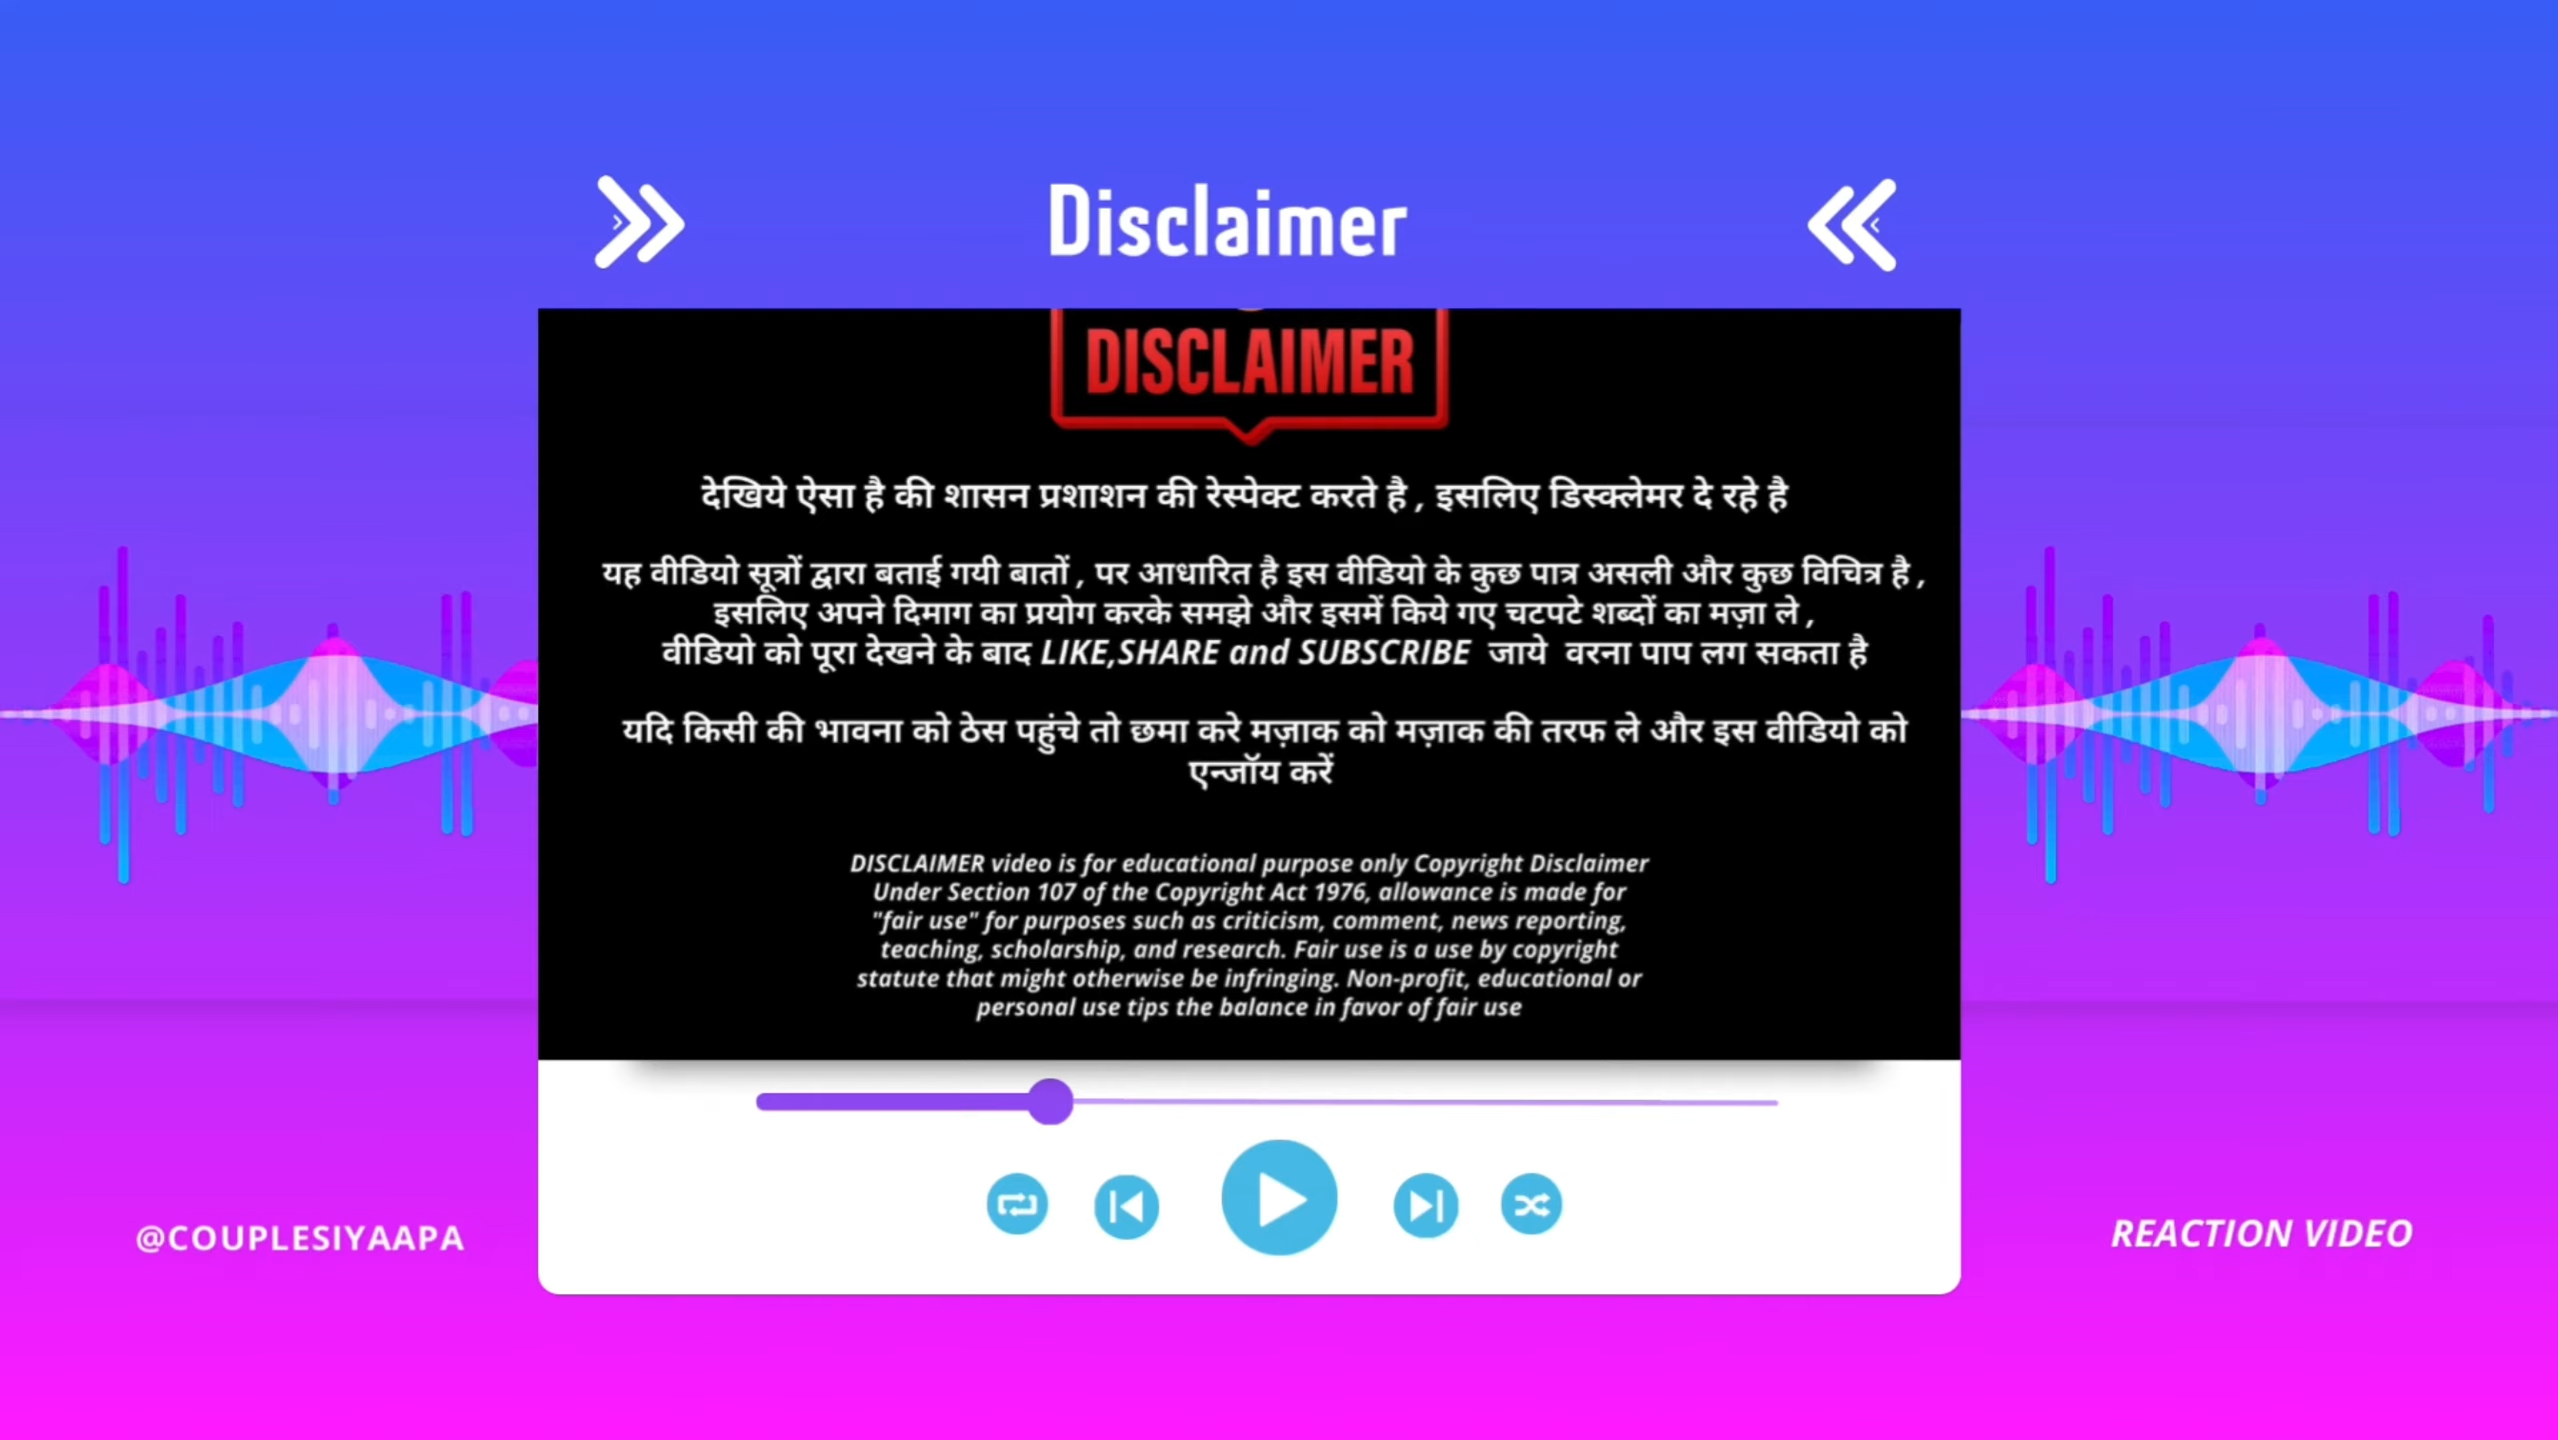 Disclaimer
DISCLAIMER
देखिये ऐसा है की शासन प्रशाशन की रेस्पेक्ट करते है , इसलिए डिस्क्लेमर दे रहे है
यह वीडियो सूत्रों द्वारा बताई गयी बातों , पर आधारित है इस वीडियो के कुछ पात्र असली और कुछ विचित्र है ,
इसलिए अपने दिमाग का प्रयोग करके समझे और इसमें किये गए चटपटे शब्दों का मज़ा ले ,
वीडियो को पूरा देखने के बाद LIKE,SHARE and SUBSCRIBE जाये वरना पाप लग सकता है
यदि किसी की भावना को ठेस पहुंचे तो छमा करे मज़ाक को मज़ाक की तरफ ले और इस वीडियो को
एन्जॉय करें
DISCLAIMER video is for educational purpose only Copyright Disclaimer
Under Section 107 of the Copyright Act 1976, allowance is made for
"fair use" for purposes such as criticism, comment, news reporting,
teaching, scholarship, and research. Fair use is a use by copyright
statute that might otherwise be infringing. Non-profit, educational or
personal use tips the balance in favor of fair use
@COUPLESIYAAPA
REACTION VIDEO